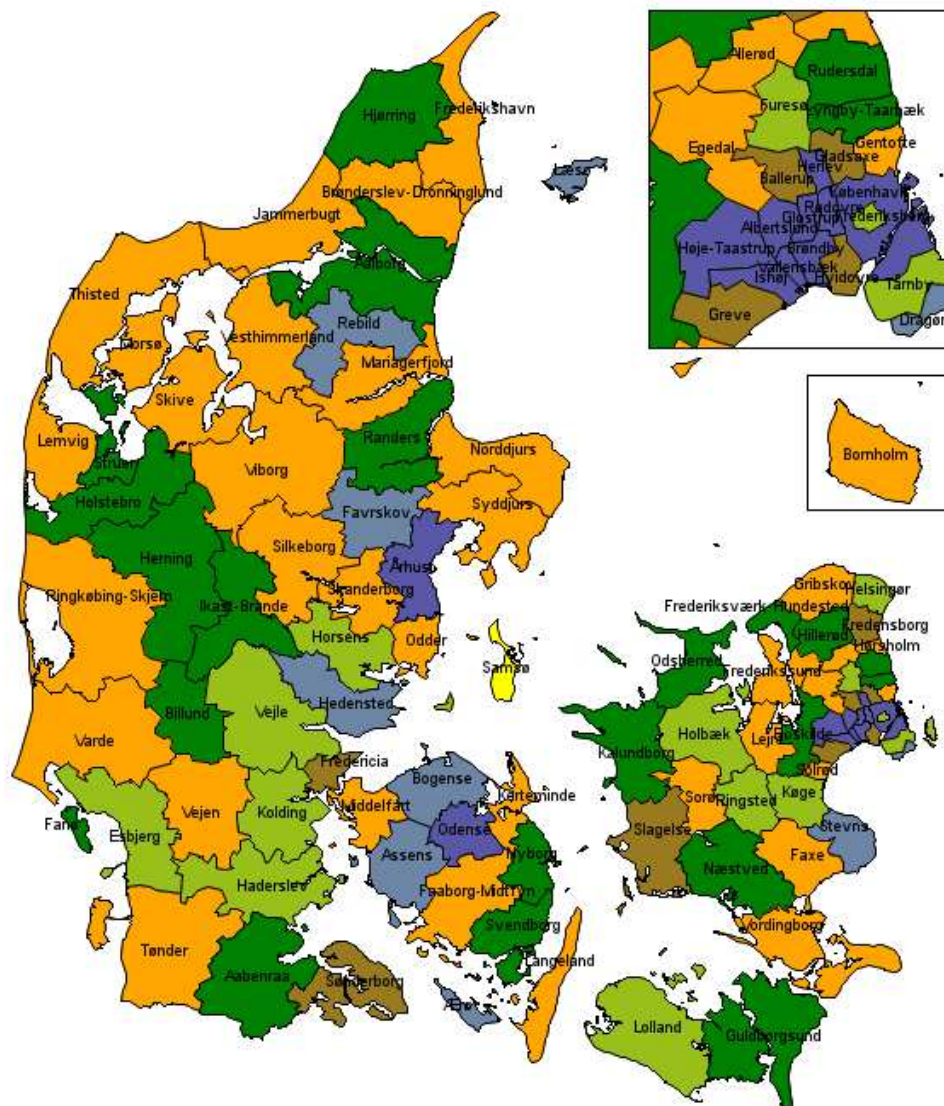 Allerød
Rudersdal
Hjørring
Frederikshavn
Furesø
Lyngby-Taarnbæk
Egedal
Gentofte
Gladsaxe
Herlev
Læsø
Ballerup
Brønderslev-Dronninglund
København
Rødovre
Jammerbugt
Glostrup
Frederiksberg
Albertslund
Høje-Taastrup
Brøndby
Aalborg
Vallensbæk
Ishøj
Hvidovre
Tårnby
Thisted
Greve
Dragør
Rebild
Vesthimmerland
Morsø
Mariagerfjord
Skive
Randers
Lemvig
Norddjurs
Bornholm
Struer
Viborg
Holstebro
Syddjurs
Favrskov
Silkeborg
Herning
Århus
Skanderborg
Gribskov
Helsingør
Ringkøbing-Skjern
Ikast-Brande
Frederiksværk-Hundested
Fredensborg
Horsens
Odder
Hillerød
Hørsholm
Samsø
Odsherred
Frederikssund
Hedensted
Billund
Vejle
Holbæk
Varde
Lejre
Roskilde
Kalundborg
Fredericia
Solrød
Bogense
Middelfart
Kerteminde
Sorø
Ringsted
Køge
Vejen
Kolding
Fanø
Esbjerg
Odense
Slagelse
Stevns
Assens
Nyborg
Faxe
Haderslev
Næstved
Faaborg-Midtfyn
Svendborg
Vordingborg
Tønder
Langeland
Aabenraa
Sønderborg
Ærø
Lolland
Guldborgsund